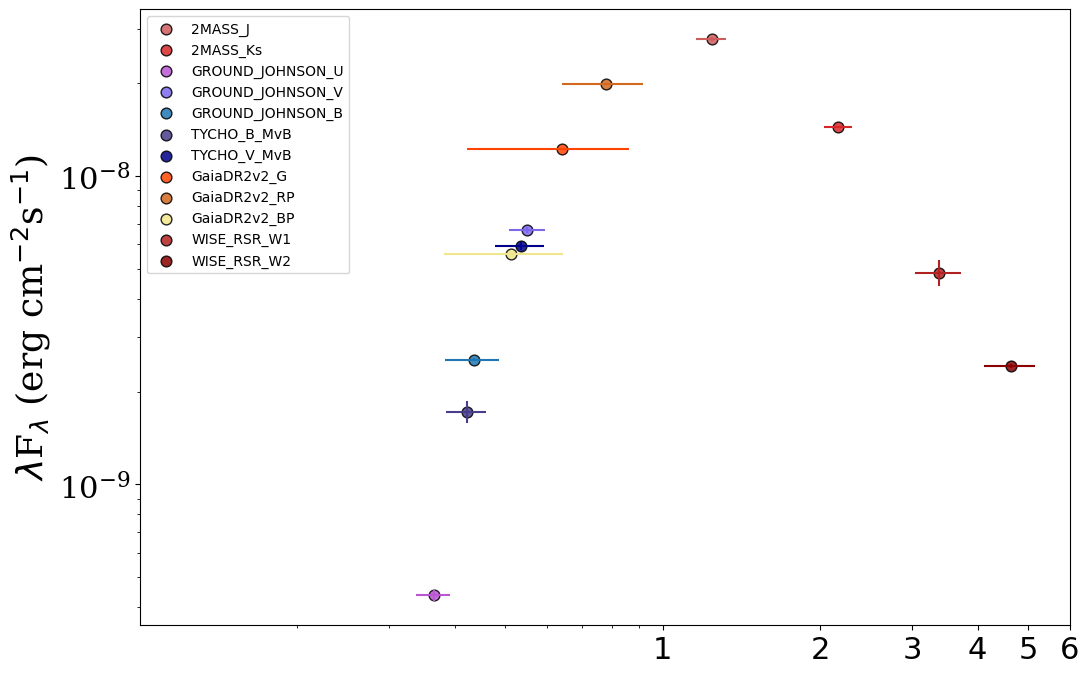 2MASS_J
2MASS_Ks
GROUND_JOHNSON_U
GROUND_JOHNSON_V
GROUND_JOHNSON_B
TYCHO_B_MvB
TYCHO_V_MvB
GaiaDR2v2_G
GaiaDR2v2_RP
GaiaDR2v2_BP
WISE_RSR_W1
WISE_RSR_W2
λF_λ (erg cm⁻²s⁻¹)
10⁻⁸
10⁻⁹
1 2 3 4 5 6